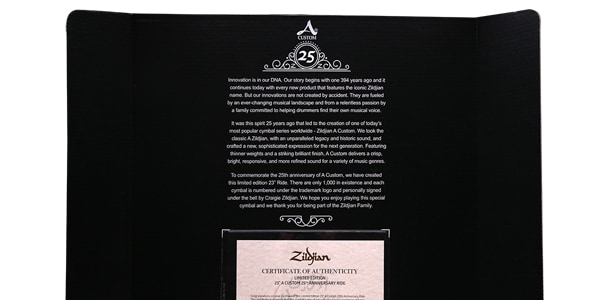 A
CUSTOM
25
Innovation is in our DNA. Our story begins with one 394 years ago and it
continues today with every new product that features the iconic Zildjian
name. But our innovations are not created by accident. They are fueled
by an ever-changing musical landscape and from a relentless passion by
a family committed to helping drummers find their own musical voice.
It was this spirit 25 years ago that led to the creation of one of today's
most popular cymbal series worldwide - Zildjian A Custom. We took the
classic A Zildjian, with an unparalleled legacy and historic sound, and
crafted a new, sophisticated expression for the next generation. Featuring
thinner weights and a striking brilliant finish, A Custom delivers a crisp,
bright, responsive, and more refined sound for a variety of music genres.
To commemorate the 25th anniversary of A Custom, we have created
this limited edition 23" Ride. There are only 1,000 in existence and each
cymbal is numbered under the trademark logo and personally signed
under the bell by Craigie Zildjian. We hope you enjoy playing this special
cymbal and we thank you for being part of the Zildjian Family.
Zildjian
CERTIFICATE OF AUTHENTICITY
LIMITED EDITION
23" A CUSTOM 25TH ANNIVERSARY RIDE